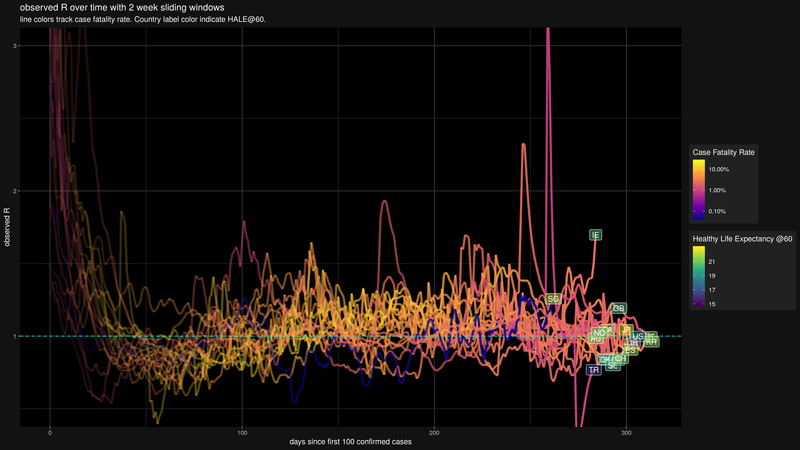 observed R over time with 2 week sliding windows
line colors track case fatality rate. Country label color indicate HALE@60.
3
2
1
observed R
0
100
200
300
days since first 100 confirmed cases
IE
SG
GB
NO
US
KR
CH
SE
TR
Case Fatality Rate
10.00%
1.00%
0.10%
Healthy Life Expectancy @60
21
19
17
15